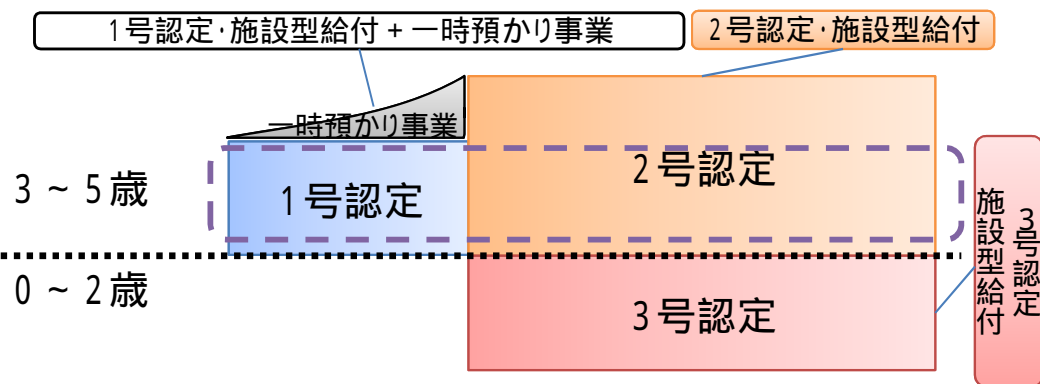 1号認定·施設型給付 + 一時預かり事業
2号認定·施設型給付
一時預かり事業
3 ~ 5歳
1号認定
2号認定
0 ~ 2歳
3号認定
3号認定
施設型給付